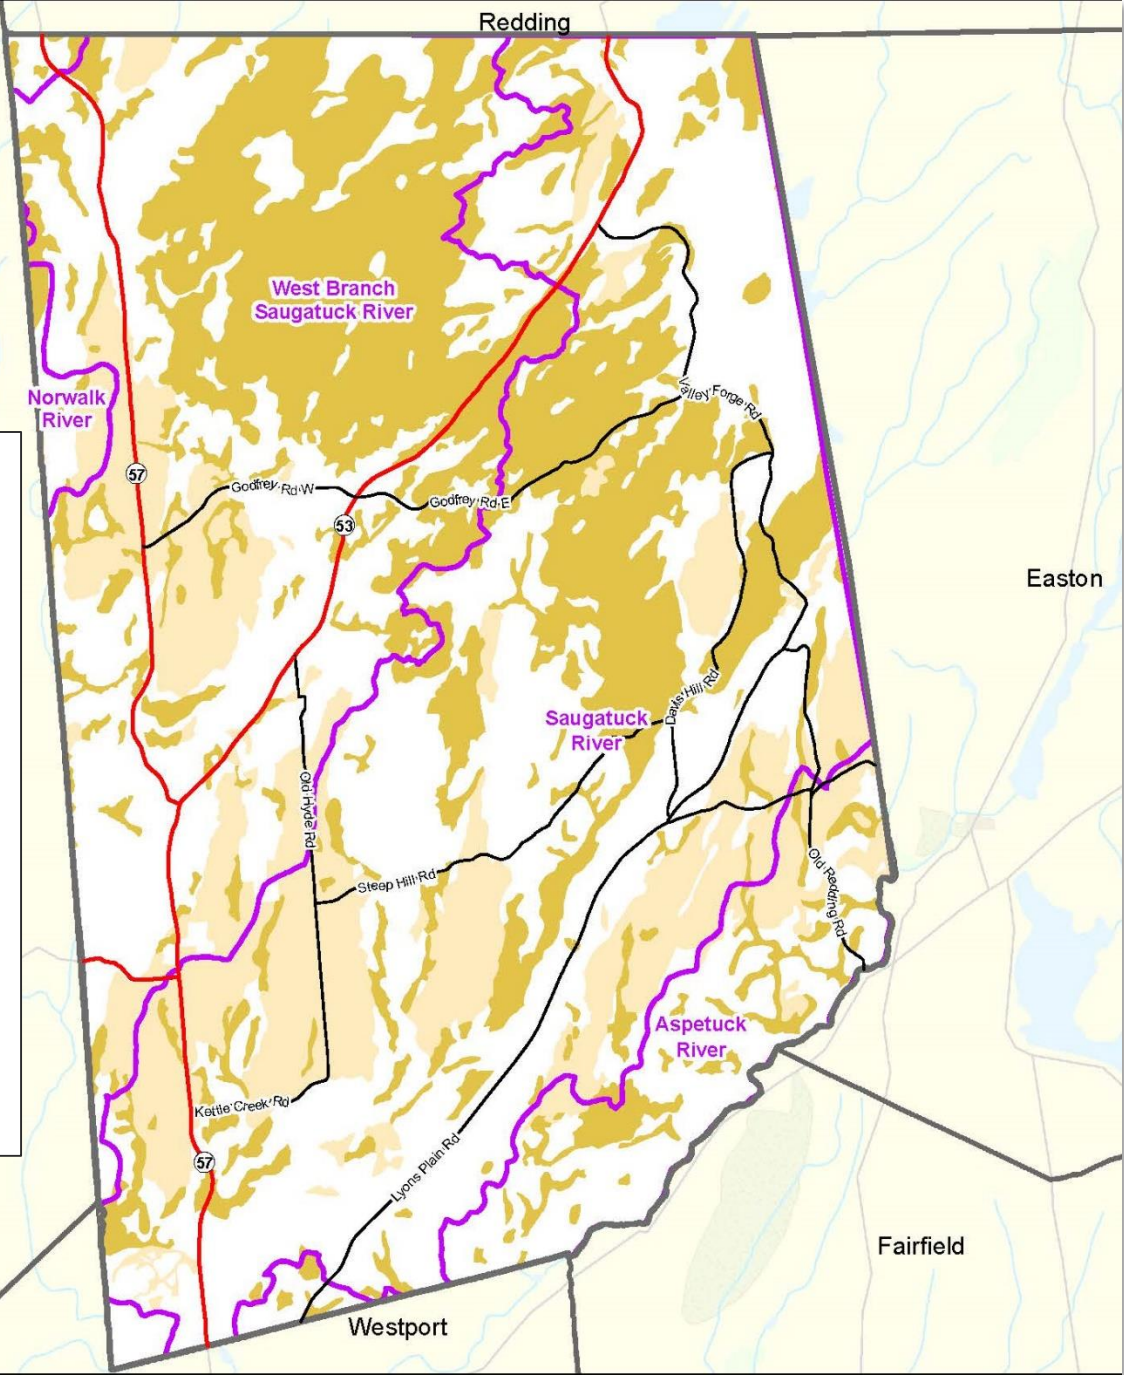 Redding
West Branch
Saugatuck River
Norwalk
River
Valley Forge Rd
57
Godfrey Rd W
Godfrey Rd E
53
Easton
Davis Hill Rd
Saugatuck
River
Old Hyde Rd
Steep Hill Rd
Old Redding Rd
Aspetuck
River
Kettle Creek Rd
Lyons Plain Rd
57
Fairfield
Westport